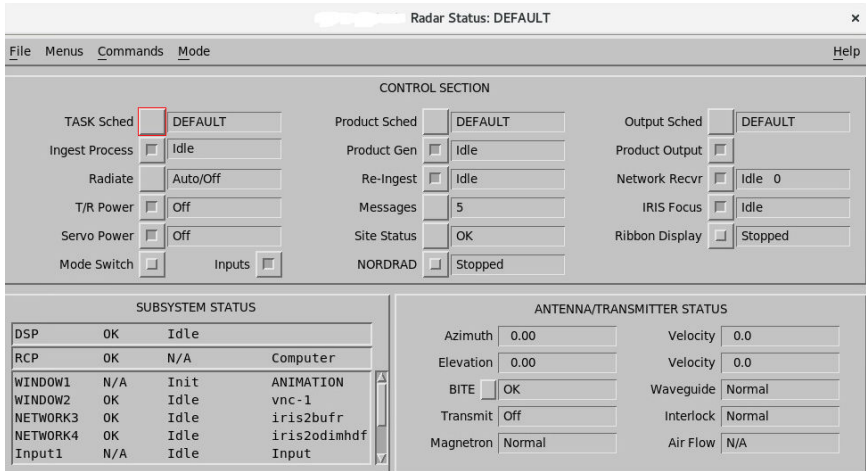 Radar Status: DEFAULT ×
File Menus Commands Mode Help
CONTROL SECTION
TASK Sched DEFAULT Product Sched DEFAULT Output Sched DEFAULT
Ingest Process Idle Product Gen Idle Product Output
Radiate Auto/Off Re-Ingest Idle Network Recvr Idle 0
T/R Power Off Messages 5 IRIS Focus Idle
Servo Power Off Site Status OK Ribbon Display Stopped
Mode Switch Inputs NORDRAD Stopped
SUBSYSTEM STATUS
DSP OK Idle
RCP OK N/A Computer
WINDOW1 N/A Init ANIMATION
WINDOW2 OK Idle vnc-1
NETWORK3 OK Idle iris2bufr
NETWORK4 OK Idle iris2odimhdf
Input1 N/A Idle Input
ANTENNA/TRANSMITTER STATUS
Azimuth 0.00 Velocity 0.0
Elevation 0.00 Velocity 0.0
BITE OK Waveguide Normal
Transmit Off Interlock Normal
Magnetron Normal Air Flow N/A